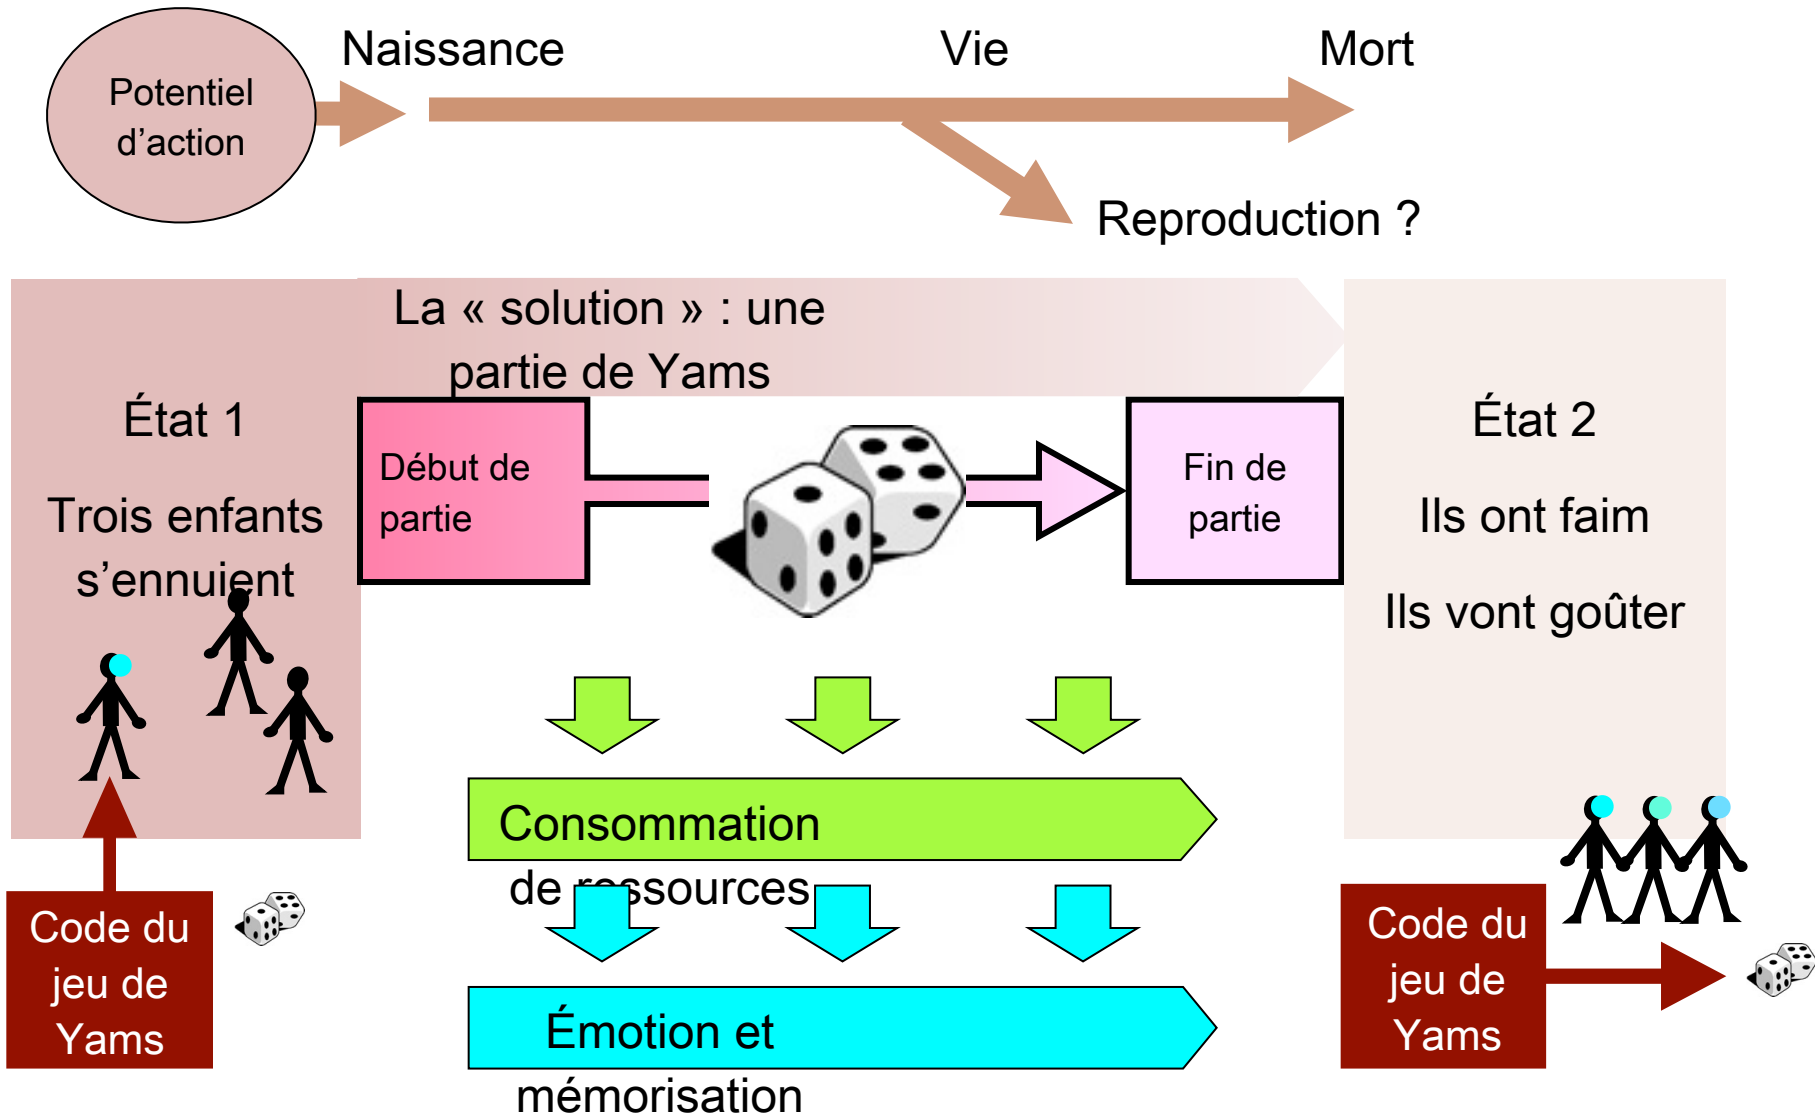 Naissance
Vie
Mort
Potentiel
d’action
Reproduction ?
La « solution » : une
partie de Yams
État 1
Trois enfants
s’ennuient
Début de
partie
Fin de
partie
État 2
Ils ont faim
Ils vont goûter
Consommation
de ressources
Code du
jeu de
Yams
Code du
jeu de
Yams
Émotion et
mémorisation